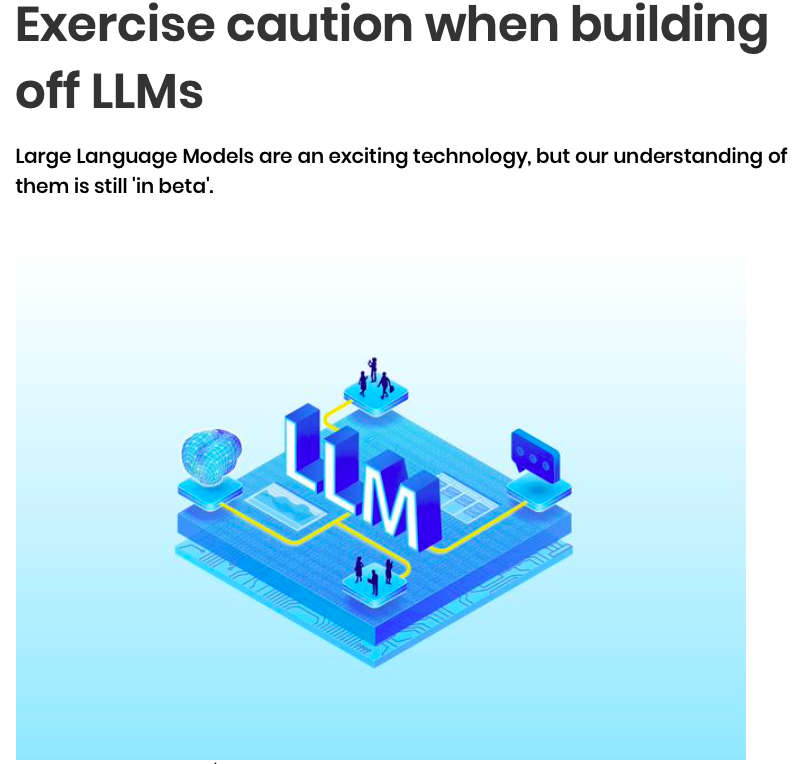 Exercise caution when building
off LLMs
Large Language Models are an exciting technology, but our understanding of
them is still 'in beta'.
LLM